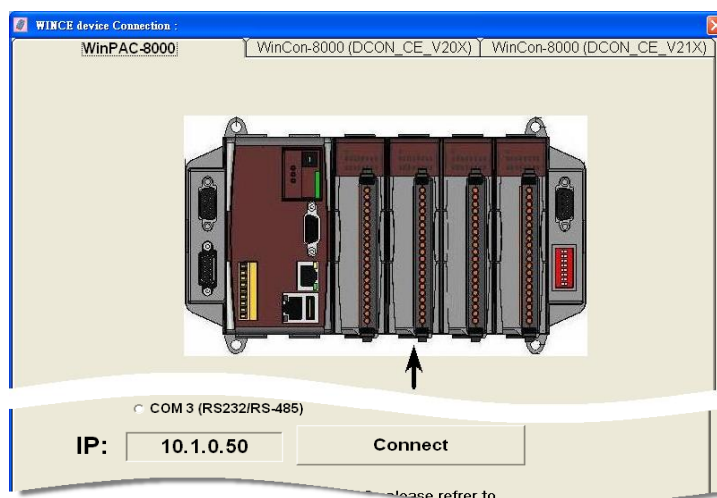 WINCE device Connection :
WinPAC-8000 WinCon-8000 (DCON_CE_V20X) WinCon-8000 (DCON_CE_V21X)
COM 3 (RS232/RS-485)
IP: 10.1.0.50 Connect
please refrer to